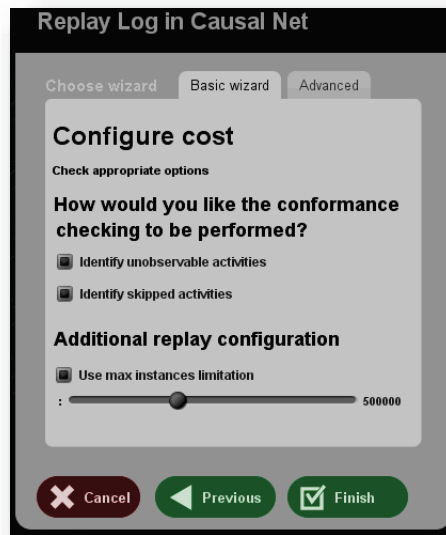 Replay Log in Causal Net
Choose wizard Basic wizard Advanced
Configure cost
Check appropriate options
How would you like the conformance
checking to be performed?
Identify unobservable activities
Identify skipped activities
Additional replay configuration
Use max instances limitation
: 500000
Cancel Previous Finish